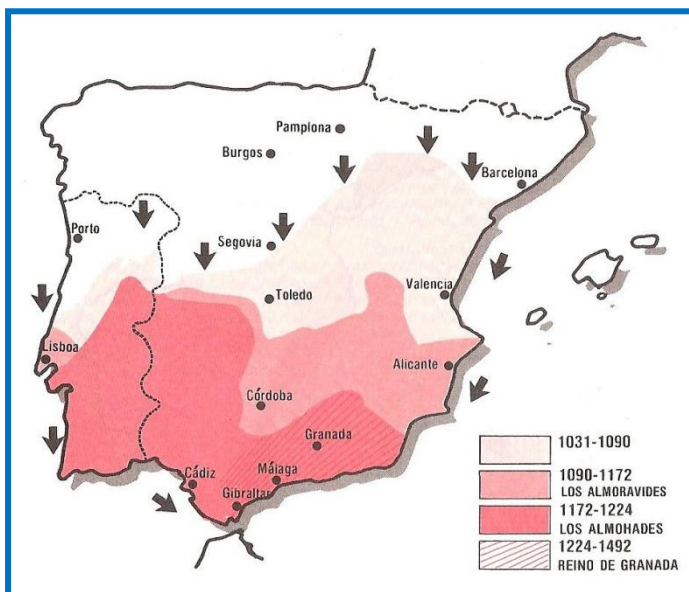 Pamplona
Burgos
Barcelona
Porto
Segovia
Toledo
Valencia
Lisboa
Alicante
Córdoba
Granada
Cádiz
Málaga
Gibraltar
1031-1090
1090-1172
LOS ALMORAVIDES
1172-1224
LOS ALMOHADES
1224-1492
REINO DE GRANADA